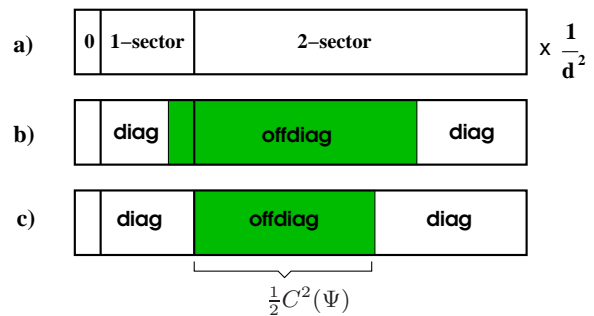 a) 0 1–sector 2–sector x 1/d²
b) diag offdiag diag
c) diag offdiag diag
½C²(Ψ)